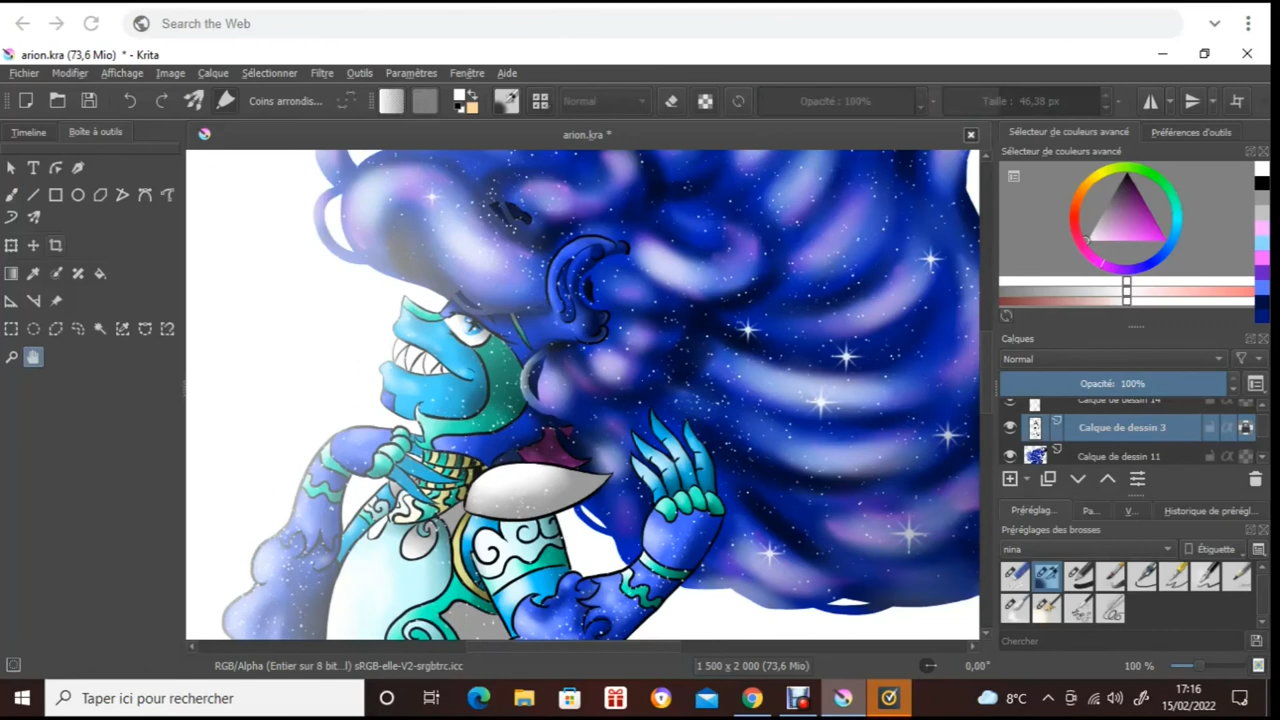 Search the Web
arion.kra (73,6 Mio) * - Krita
Fichier Modifier Affichage Image Calque Sélectionner Filtre Outils Paramètres Fenêtre Aide
Coins arrondis... Normal Opacité : 100% Taille : 46,38 px
Timeline Boîte à outils arion.kra * Sélecteur de couleurs avancé Préférences d'outils
Sélecteur de couleurs avancé
Calques
Normal
Opacité: 100%
Calque de dessin 14
Calque de dessin 3
Calque de dessin 11
Préréglag... Pa... V... Historique de prérégl...
Préréglages des brosses
nina Étiquette
Chercher
RGB/Alpha (Entier sur 8 bit...l) sRGB-elle-V2-srgbtrc.icc 1 500 x 2 000 (73,6 Mio) 0,00° 100 %
Taper ici pour rechercher 8°C 17:16
15/02/2022